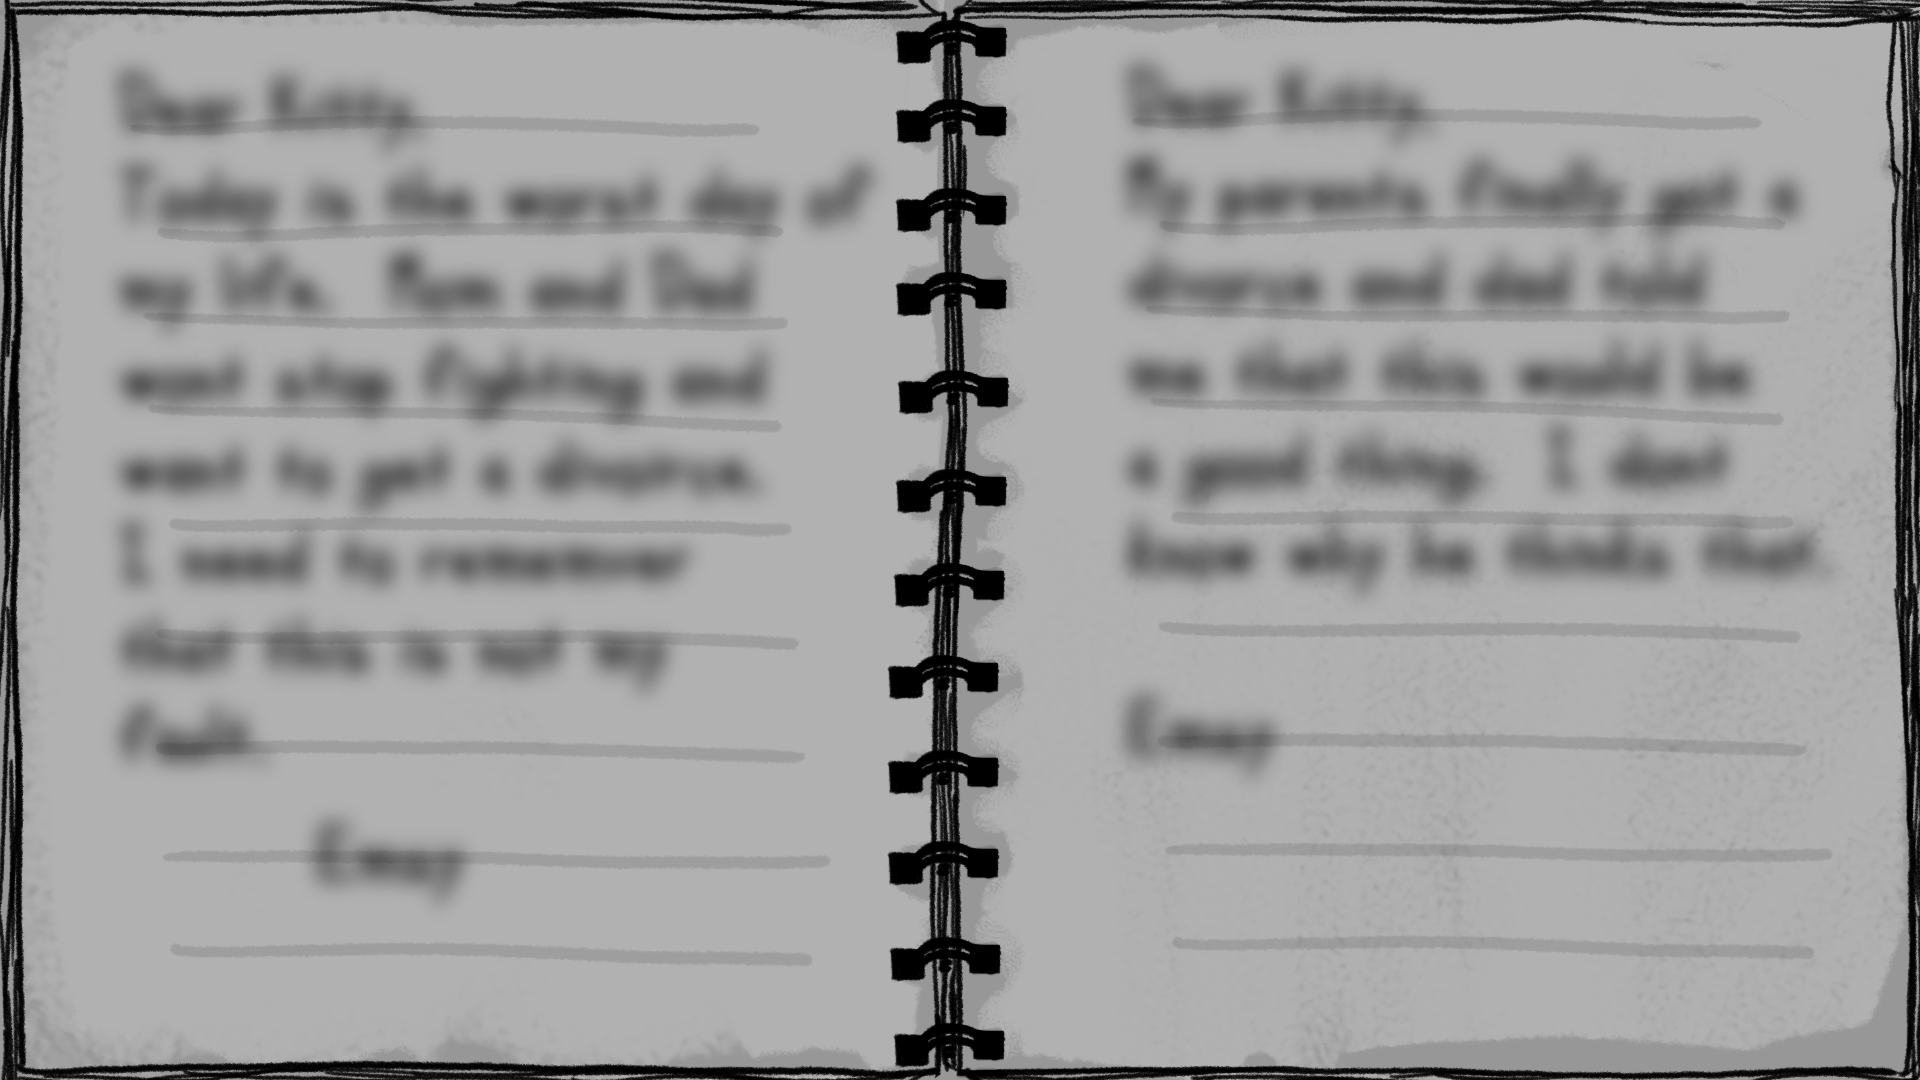 Dear Kitty,
Today is the worst day of
my life. Mom and Dad
wont stop fighting and
want to get a divorce.
I need to remember
that this is not my
fault.
Emay
Dear Kitty,
My parents finally got a
divorce and dad told
me that this would be
a good thing. I dont
know why he thinks that.
Emay